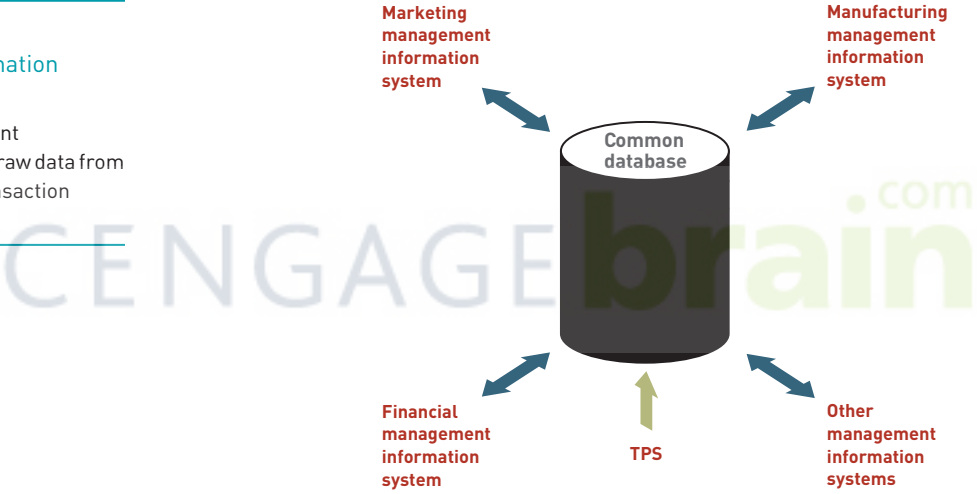 mation
nt
raw data from
saction
Marketing
management
information
system
Manufacturing
management
information
system
Common
database
CENGAGEbrain.com
Financial
management
information
system
TPS
Other
management
information
systems